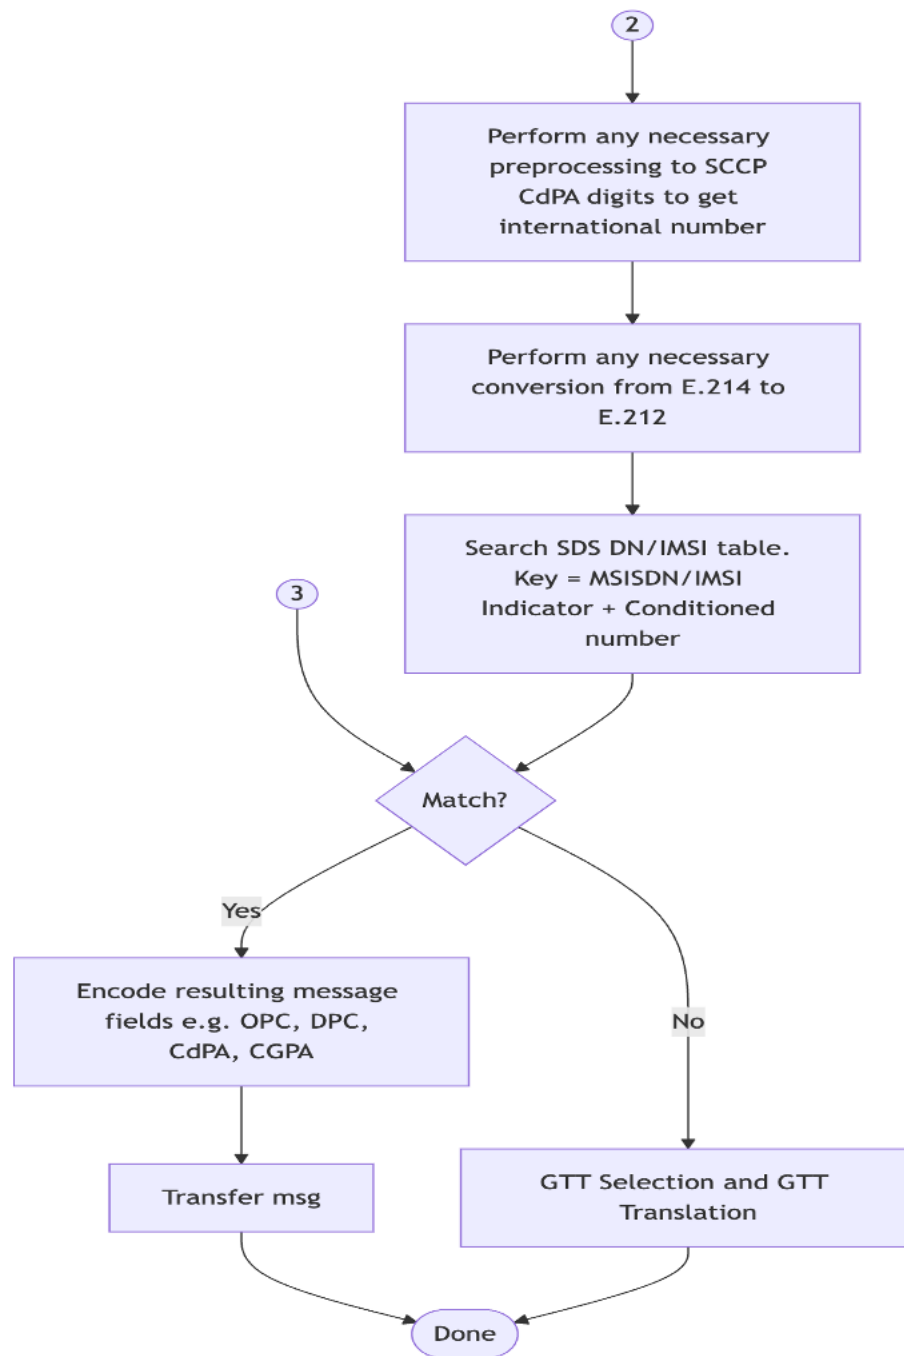 2
Perform any necessary
preprocessing to SCCP
CdPA digits to get
international number
Perform any necessary
conversion from E.214 to
E.212
Search SDS DN/IMSI table.
Key = MSISDN/IMSI
Indicator + Conditioned
number
3
Match?
Yes
Encode resulting message
fields e.g. OPC, DPC,
CdPA, CGPA
No
Transfer msg
GTT Selection and GTT
Translation
Done